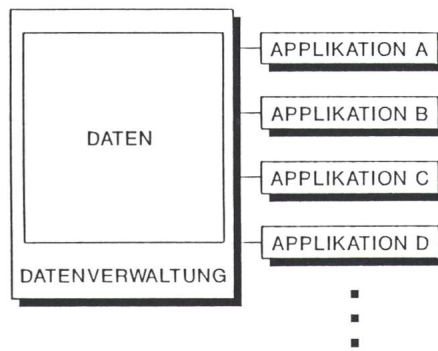 APPLIKATION A
APPLIKATION B
DATEN
APPLIKATION C
APPLIKATION D
DATENVERWALTUNG